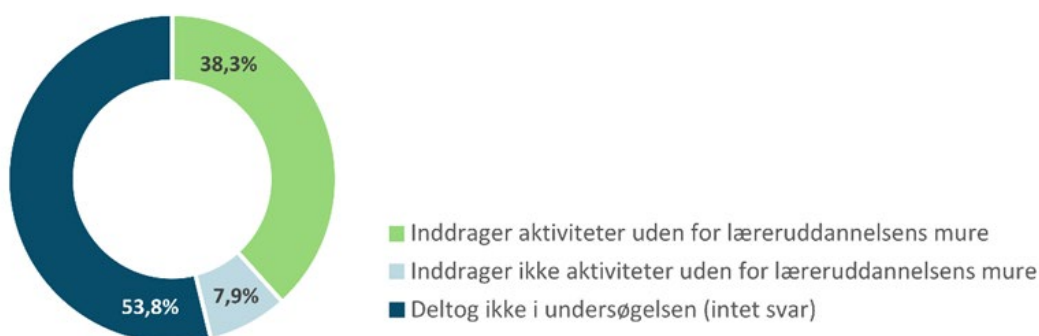 38,3%
7,9%
53,8%
Inddrager aktiviteter uden for læreruddannelsens mure
Inddrager ikke aktiviteter uden for læreruddannelsens mure
Deltog ikke i undersøgelsen (intet svar)